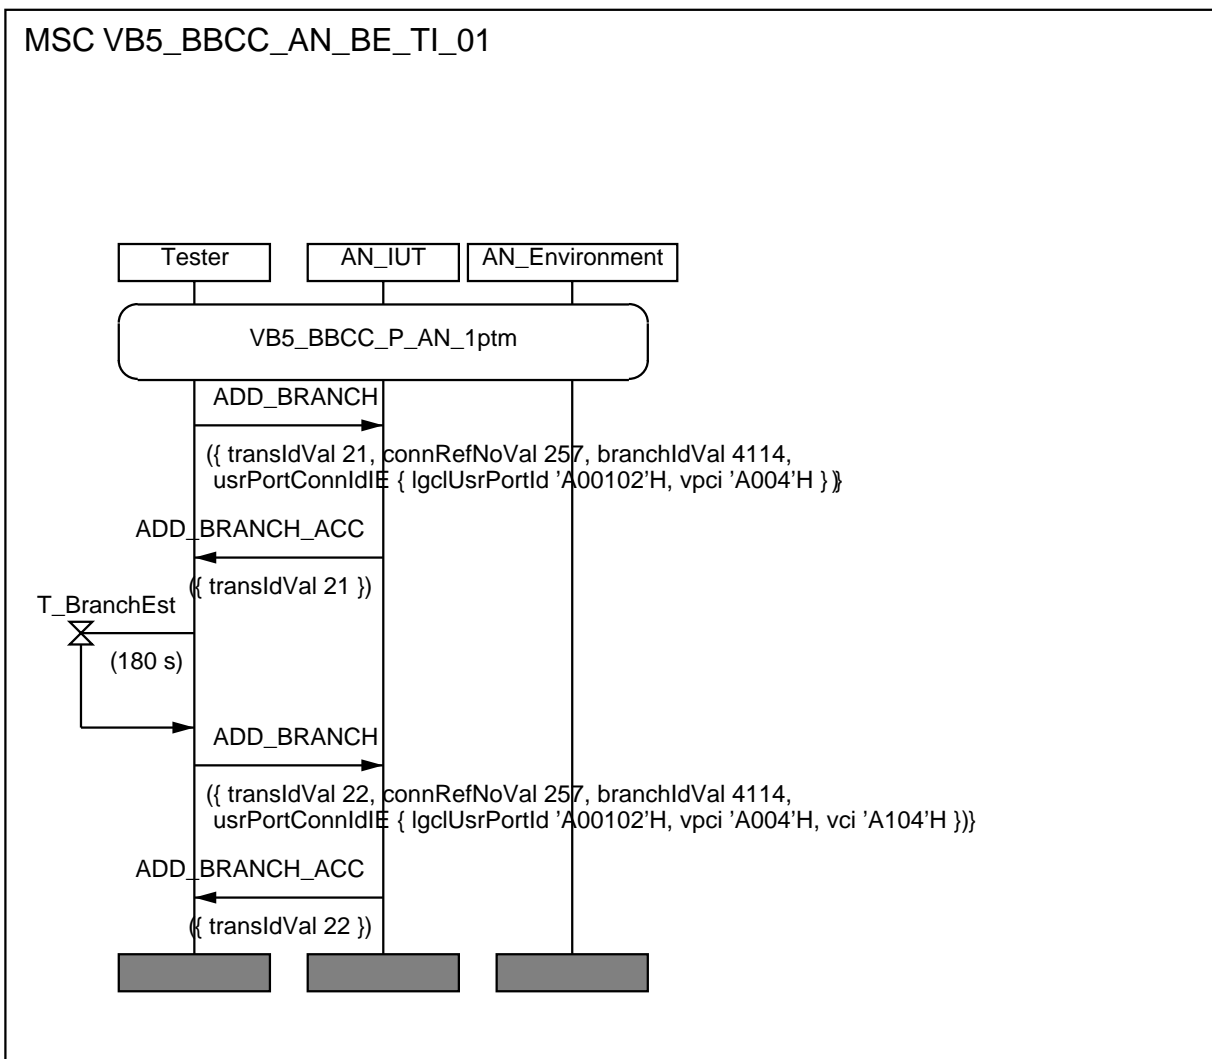 MSC VB5_BBCC_AN_BE_TI_01
Tester
AN_IUT
AN_Environment
VB5_BBCC_P_AN_1ptm
ADD_BRANCH
({ transIdVal 21, connRefNoVal 257, branchIdVal 4114,
usrPortConnIdIE { lgclUsrPortId ’A00102’H, vpci ’A004’H } })
ADD_BRANCH_ACC
({ transIdVal 21 })
T_BranchEst
(180 s)
ADD_BRANCH
({ transIdVal 22, connRefNoVal 257, branchIdVal 4114,
usrPortConnIdIE { lgclUsrPortId ’A00102’H, vpci ’A004’H, vci ’A104’H })}
ADD_BRANCH_ACC
({ transIdVal 22 })